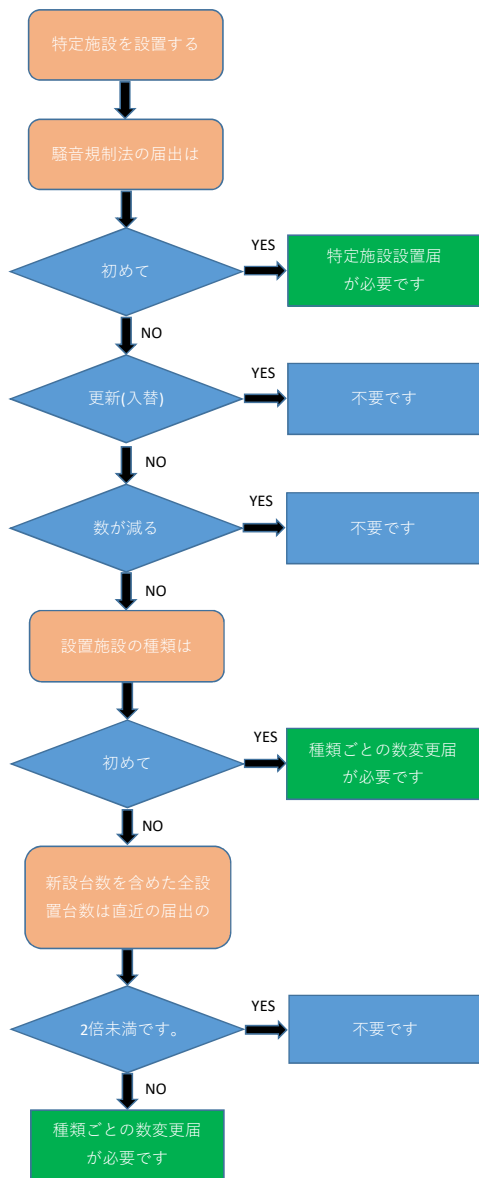 特定施設を設置する
騒音規制法の届出は
初めて
YES
特定施設設置届
が必要です
NO
更新(入替)
YES
不要です
NO
数が減る
YES
不要です
NO
設置施設の種類は
初めて
YES
種類ごとの数変更届
が必要です
NO
新設台数を含めた全設
置台数は直近の届出の
2倍未満です。
YES
不要です
NO
種類ごとの数変更届
が必要です